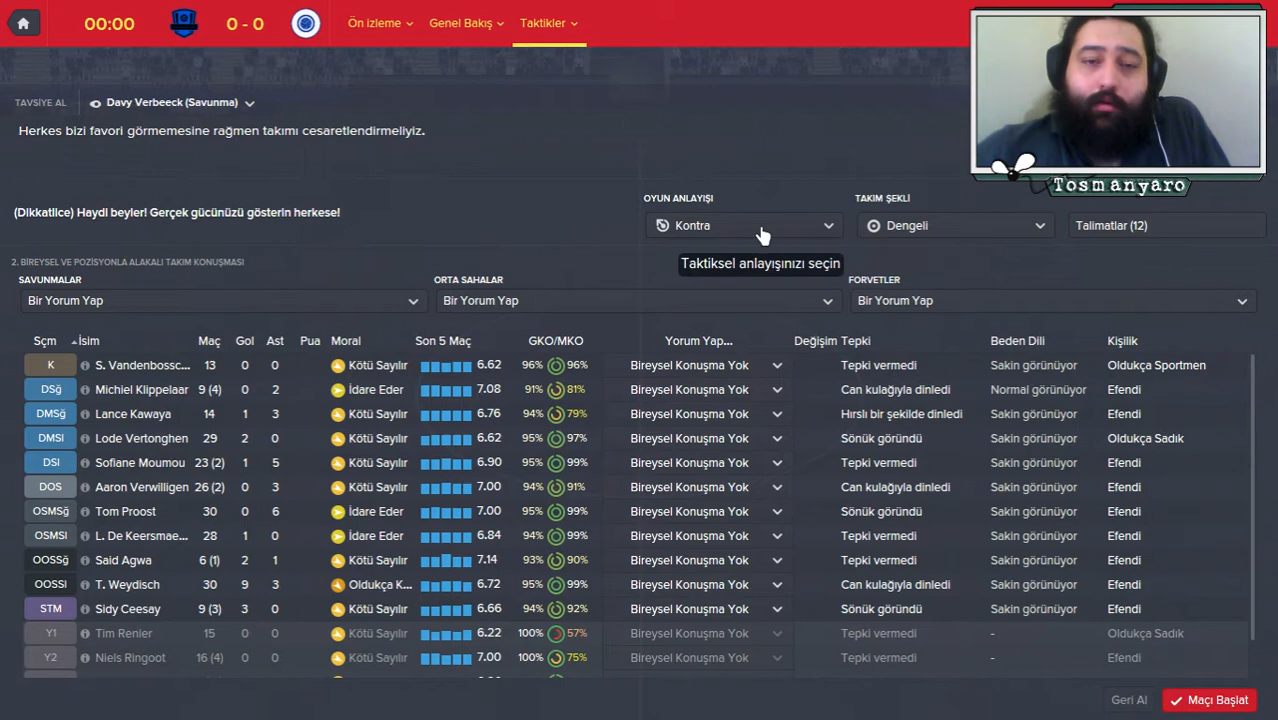 00:00 0 - 0 Ön izleme Genel Bakış Taktikler
TAVSİYE AL Davy Verbeeck (Savunma)
Herkes bizi favori görmemesine rağmen takımı cesaretlendirmeliyiz.
Tosmanyaro
OYUN ANLAYIŞI TAKIM ŞEKLİ
(Dikkatlice) Haydi beyler! Gerçek gücünüzü gösterin herkese! Kontra Dengeli Talimatlar (12)
Taktiksel anlayışınızı seçin
2. BİREYSEL VE POZİSYONLA ALAKALI TAKIM KONUŞMASI
SAVUNMALAR ORTA SAHALAR FORVETLER
Bir Yorum Yap Bir Yorum Yap Bir Yorum Yap
Sçm İsim Maç Gol Ast Pua Moral Son 5 Maç GKO/MKO Yorum Yap... Değişim Tepki Beden Dili Kişilik
K S. Vandenbossc... 13 0 0 Kötü Sayılır 6.62 96% 96% Bireysel Konuşma Yok Tepki vermedi Sakin görünüyor Oldukça Sportmen
DSğ Michiel Klippelaar 9 (4) 0 2 İdare Eder 7.08 91% 81% Bireysel Konuşma Yok Can kulağıyla dinledi Normal görünüyor Efendi
DMSğ Lance Kawaya 14 1 3 Kötü Sayılır 6.76 94% 79% Bireysel Konuşma Yok Hırslı bir şekilde dinledi Sakin görünüyor Efendi
DMSl Lode Vertonghen 29 2 0 Kötü Sayılır 6.62 95% 97% Bireysel Konuşma Yok Sönük göründü Sakin görünüyor Oldukça Sadık
DSl Sofiane Moumou 23 (2) 1 5 Kötü Sayılır 6.90 95% 99% Bireysel Konuşma Yok Tepki vermedi Sakin görünüyor Efendi
DOS Aaron Verwilligen 26 (2) 0 3 Kötü Sayılır 7.00 94% 91% Bireysel Konuşma Yok Can kulağıyla dinledi Sakin görünüyor Efendi
OSMSğ Tom Proost 30 0 6 İdare Eder 7.00 95% 99% Bireysel Konuşma Yok Sönük göründü Sakin görünüyor Efendi
OSMSl L. De Keersmae... 28 1 0 İdare Eder 6.84 94% 99% Bireysel Konuşma Yok Tepki vermedi Sakin görünüyor Efendi
OOSSğ Said Agwa 6 (1) 2 1 Kötü Sayılır 7.14 93% 90% Bireysel Konuşma Yok Tepki vermedi Sakin görünüyor Efendi
OOSSl T. Weydisch 30 9 3 Oldukça K... 6.72 95% 99% Bireysel Konuşma Yok Can kulağıyla dinledi Sakin görünüyor Efendi
STM Sidy Ceesay 9 (3) 3 0 Kötü Sayılır 6.66 94% 92% Bireysel Konuşma Yok Sönük göründü Sakin görünüyor Efendi
Y1 Tim Renier 15 0 0 Kötü Sayılır 6.22 100% 57% Bireysel Konuşma Yok Tepki vermedi - Oldukça Sadık
Y2 Niels Ringoot 16 (4) 0 0 Kötü Sayılır 7.00 100% 75% Bireysel Konuşma Yok Tepki vermedi - Efendi
Geri Al Maçı Başlat